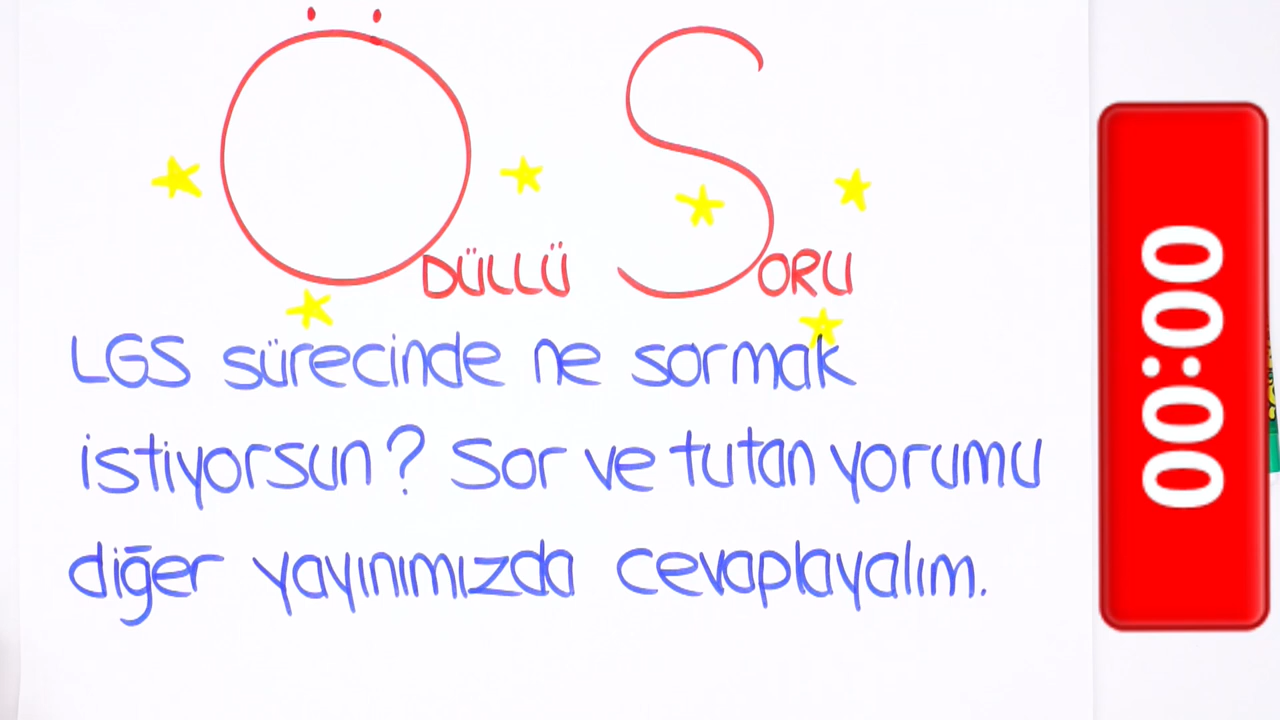 ÖDÜLLÜ SORU
LGS sürecinde ne sormak
istiyorsun? Sor ve tutan yorumu
diğer yayınımızda cevaplayalım.
00:00